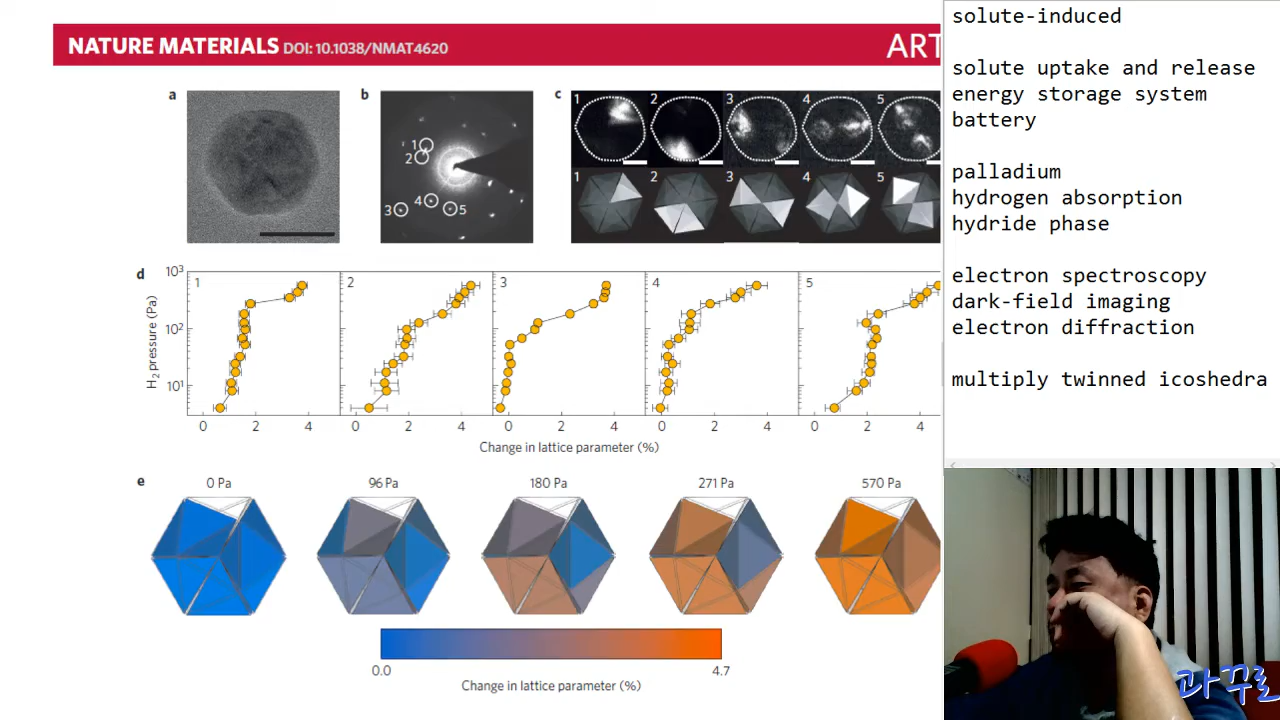 NATURE MATERIALS DOI: 10.1038/NMAT4620
ART
a
b
c
1
2
3
4
5
1
2
3
4
5
1
2
3
4
5
d
H2 pressure (Pa)
10³
10²
10¹
1
2
3
4
5
0 2 4
0 2 4
0 2 4
0 2 4
0 2 4
Change in lattice parameter (%)
e
0 Pa
96 Pa
180 Pa
271 Pa
570 Pa
0.0
4.7
Change in lattice parameter (%)
solute-induced
solute uptake and release
energy storage system
battery
palladium
hydrogen absorption
hydride phase
electron spectroscopy
dark-field imaging
electron diffraction
multiply twinned icoshedra
과꾸로